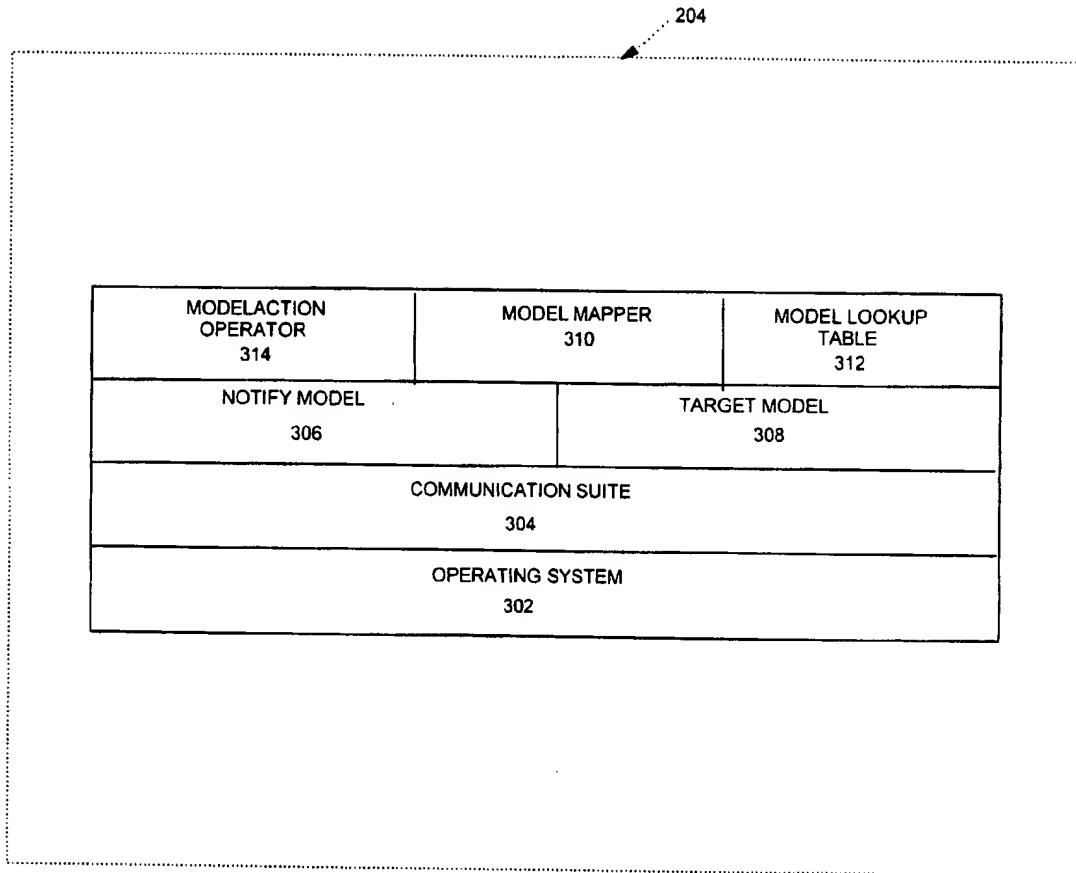 204
MODELACTION
OPERATOR
314
MODEL MAPPER
310
MODEL LOOKUP
TABLE
312
NOTIFY MODEL
306
TARGET MODEL
308
COMMUNICATION SUITE
304
OPERATING SYSTEM
302